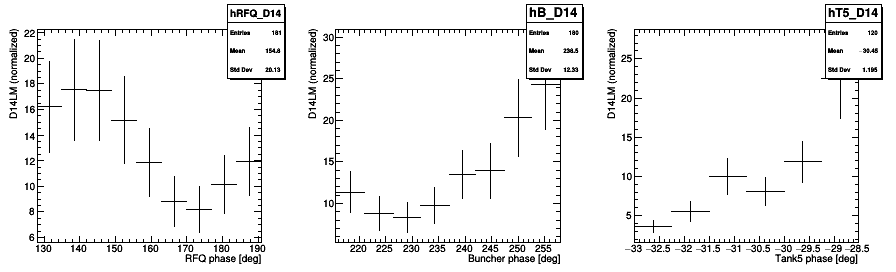 hRFQ_D14
Entries 181
Mean 154.8
Std Dev 20.13
D14LM (normalized)
22
20
18
16
14
12
10
8
6
130 140 150 160 170 180 190
RFQ phase [deg]
hB_D14
Entries 180
Mean 238.5
Std Dev 12.33
D14LM (normalized)
30
25
20
15
10
220 225 230 235 240 245 250 255
Buncher phase [deg]
hT5_D14
Entries 120
Mean -30.45
Std Dev 1.195
D14LM (normalized)
25
20
15
10
5
−33 −32.5 −32 −31.5 −31 −30.5 −30 −29.5 −29 −28.5
Tank5 phase [deg]